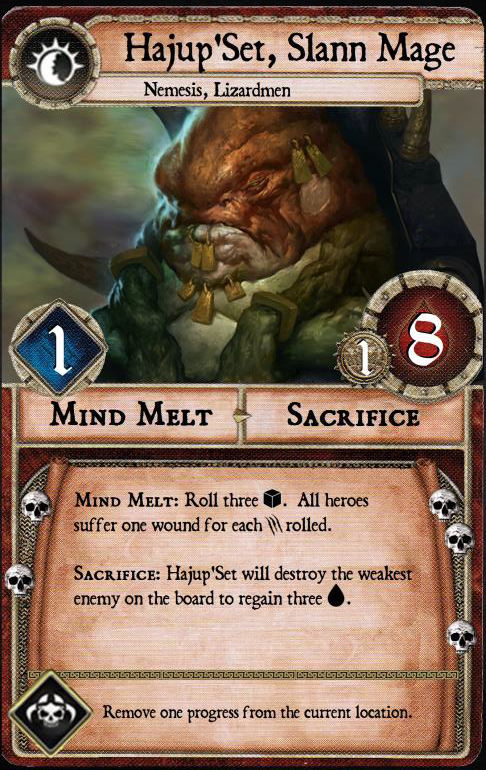 Hajup'Set, Slann Mage
Nemesis, Lizardmen
1
1
8
Mind Melt
Sacrifice
Mind Melt: Roll three . All heroes
suffer one wound for each rolled.
Sacrifice: Hajup'Set will destroy the weakest
enemy on the board to regain three .
Remove one progress from the current location.